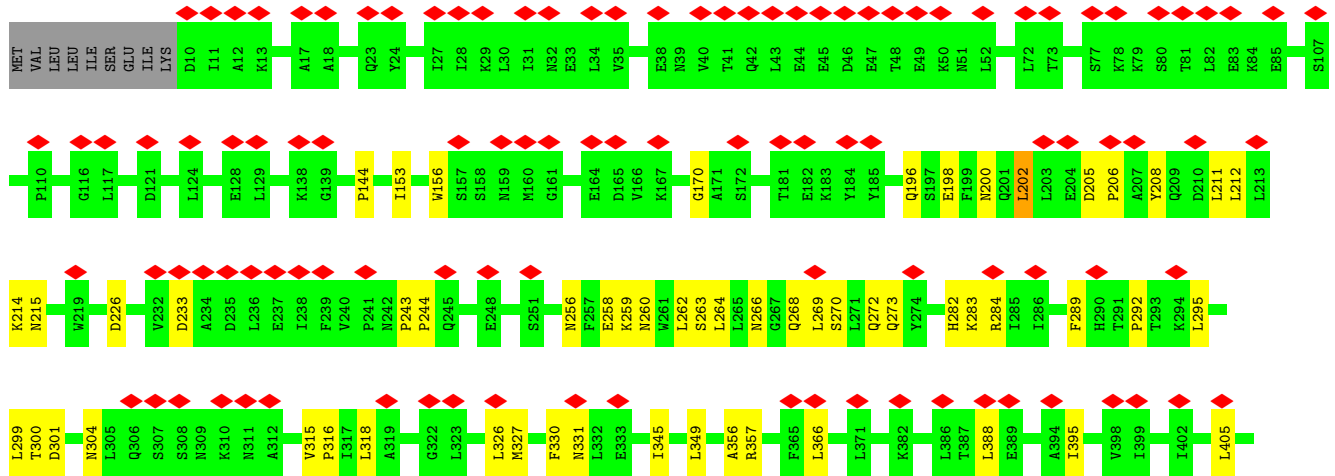 MET VAL LEU LEU ILE SER GLU ILE LYS D10 I11 A12 K13 A17 A18 Q23 Y24 I27 I28 K29 L30 I31 N32 E33 L34 V35 E38 N39 V40 T41 Q42 L43 E44 E45 D46 E47 T48 E49 K50 N51 L52 L72 T73 S77 K78 K79 S80 T81 L82 E83 K84 E85 S107
P110 G116 L117 D121 L124 E128 L129 K138 G139 P144 I153 W156 S157 S158 N159 M160 G161 E164 D165 V166 K167 G170 A171 S172 T181 E182 K183 Y184 Y185 Q196 S197 E198 F199 N200 Q201 L202 L203 E204 D205 P206 A207 Y208 Q209 D210 L211 L212 L213
K214 N215 W219 D226 V232 D233 A234 D235 L236 E237 I238 F239 V240 P241 N242 P243 P244 Q245 E248 S251 N256 F257 E258 K259 N260 W261 L262 S263 L264 L265 N266 G267 Q268 L269 S270 L271 Q272 Q273 Y274 H282 K283 R284 I285 I286 F289 H290 T291 P292 T293 K294 L295
L299 T300 D301 N304 L305 Q306 S307 S308 N309 K310 N311 A312 V315 P316 I317 L318 A319 G322 L323 L326 M327 F330 N331 L332 E333 I345 L349 A356 R357 F365 L366 L371 K382 L386 T387 L388 E389 A394 I395 V398 I399 I402 L405